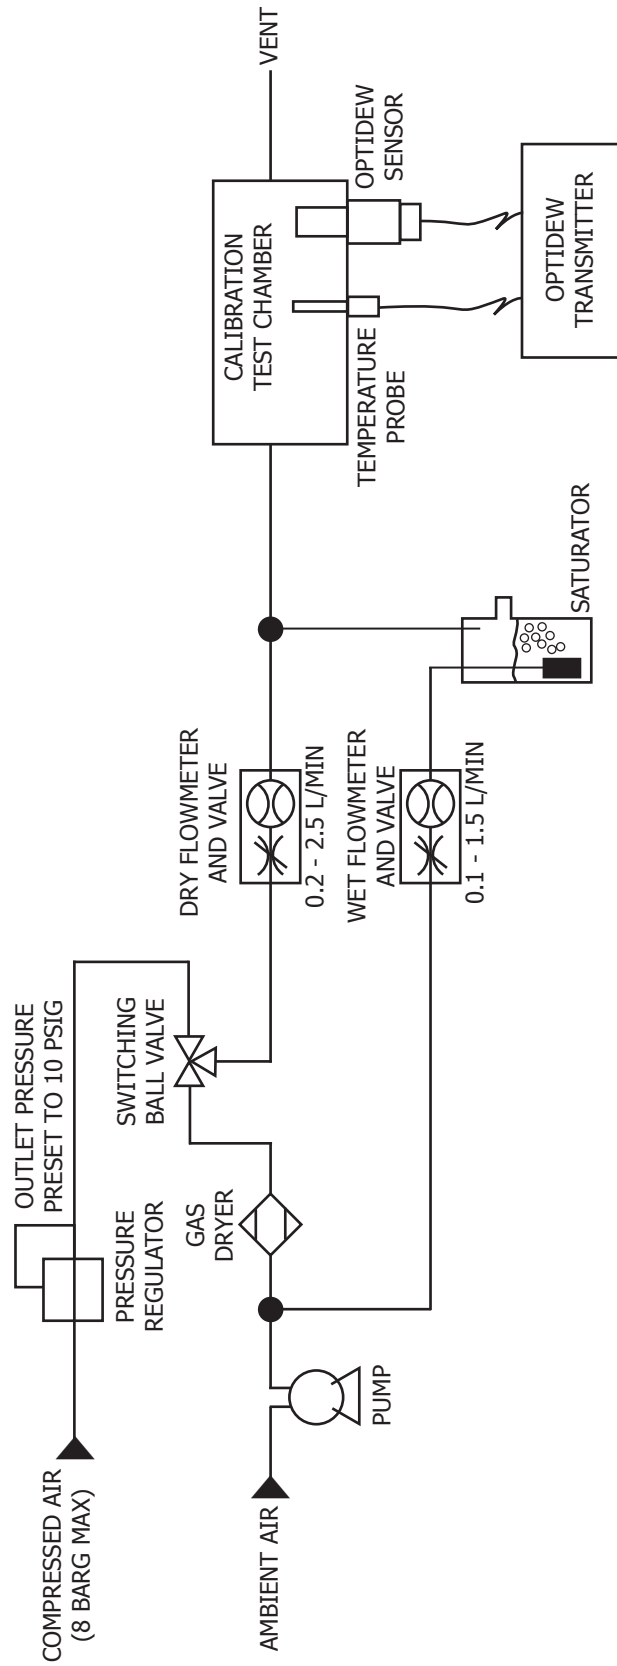 COMPRESSED AIR
(8 BARG MAX)
OUTLET PRESSURE
PRESET TO 10 PSIG
PRESSURE
REGULATOR
AMBIENT AIR
PUMP
GAS
DRYER
SWITCHING
BALL VALVE
DRY FLOWMETER
AND VALVE
0.2 - 2.5 L/MIN
WET FLOWMETER
AND VALVE
0.1 - 1.5 L/MIN
SATURATOR
CALIBRATION
TEST CHAMBER
TEMPERATURE
PROBE
OPTIDEW
SENSOR
OPTIDEW
TRANSMITTER
VENT